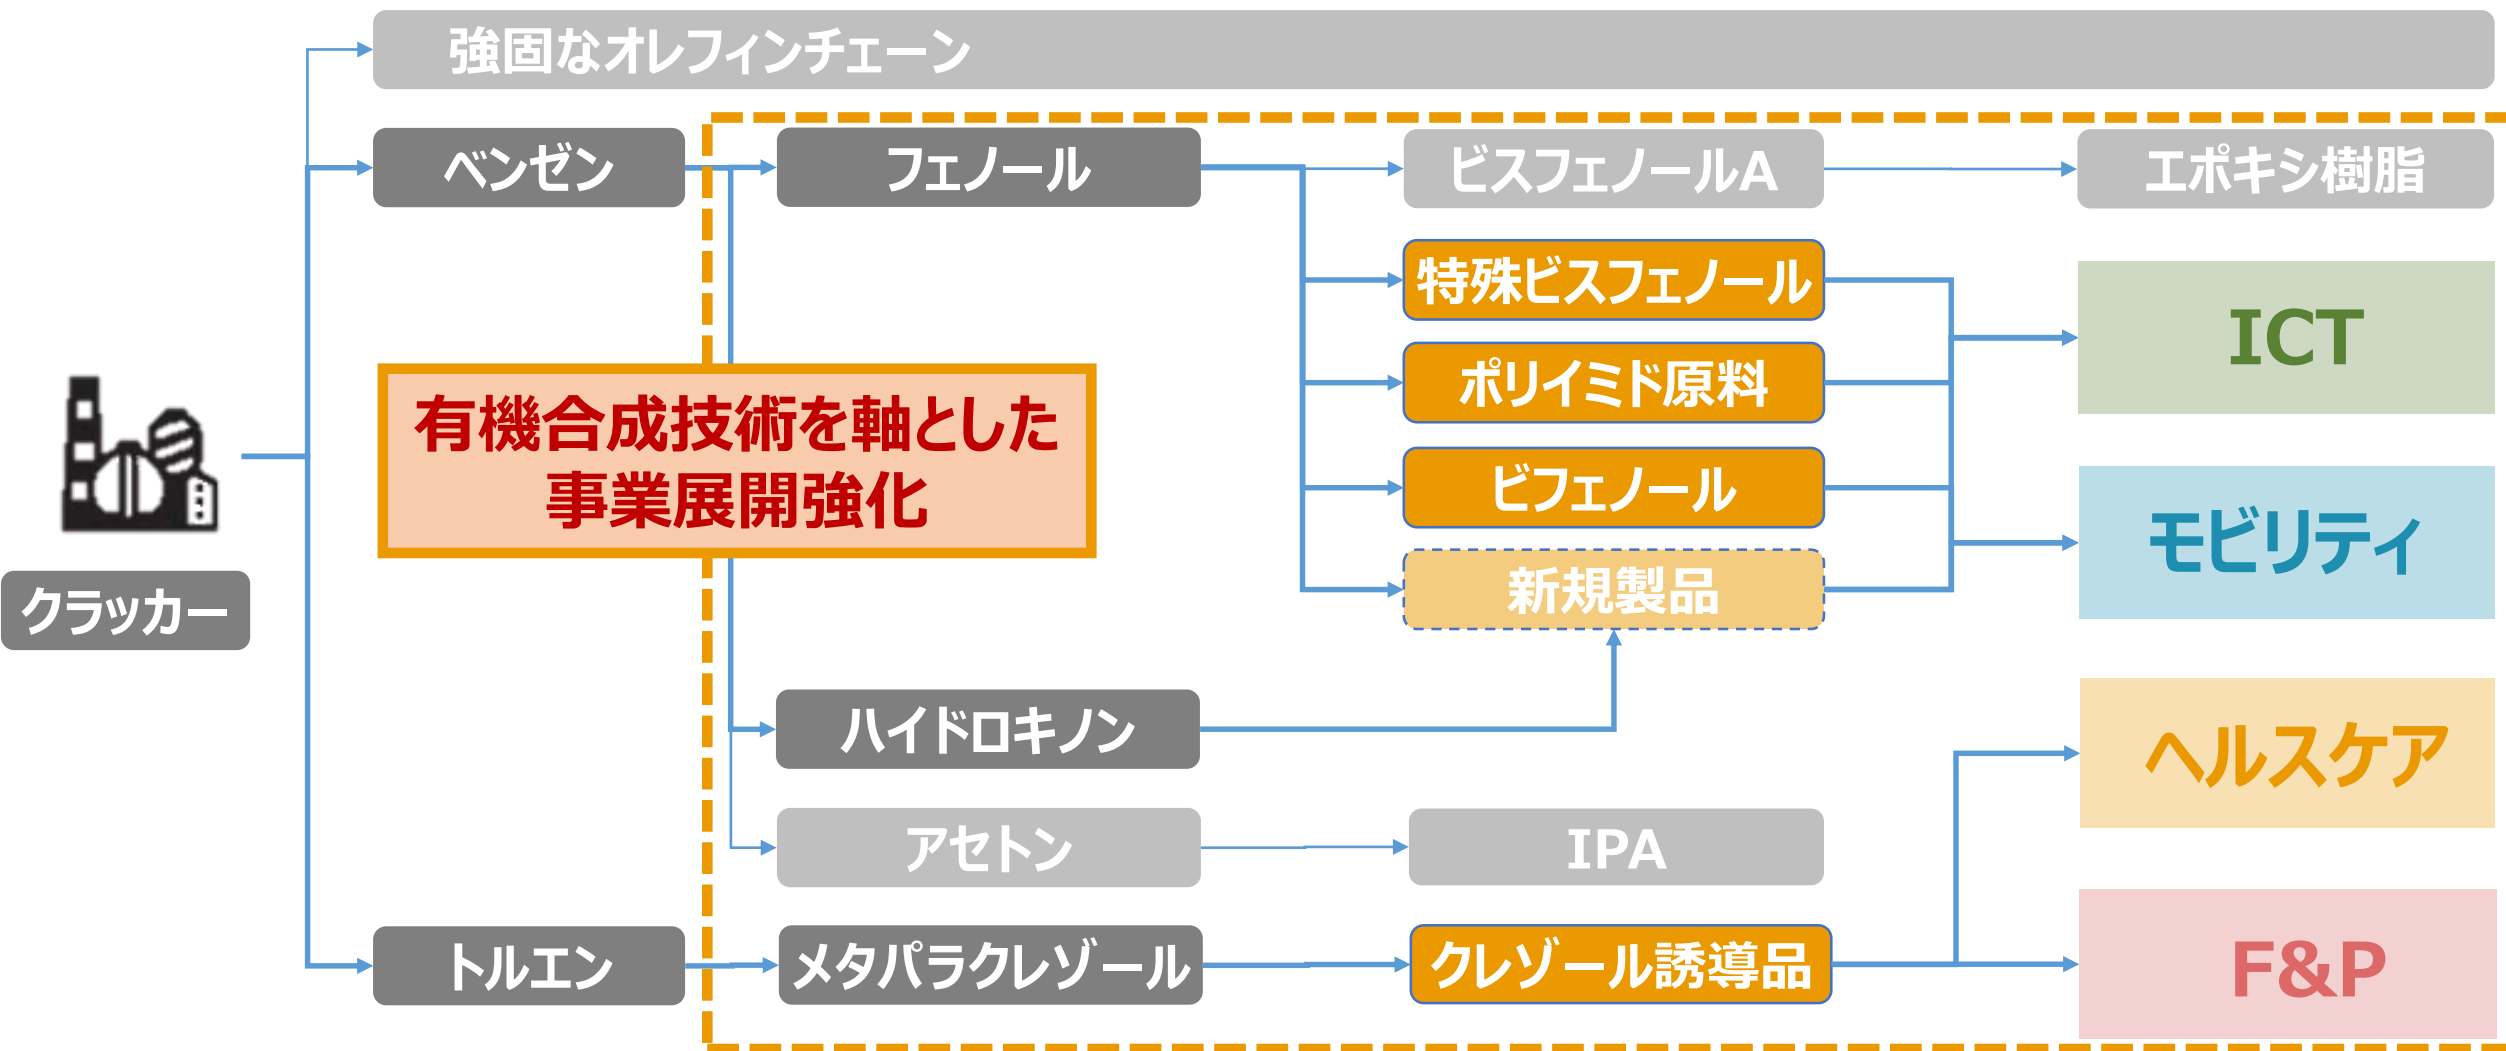 強固なオレフィンチェーン
ベンゼン
フェノール
ビスフェノールA
エポキシ樹脂
特殊ビスフェノール
ICT
ポリイミド原料
有機合成技術を軸とした
事業展開強化
ビフェノール
モビリティ
新規製品
クラッカー
ハイドロキノン
ヘルスケア
アセトン
IPA
トルエン
メタパラクレゾール
クレゾール誘導品
F&P